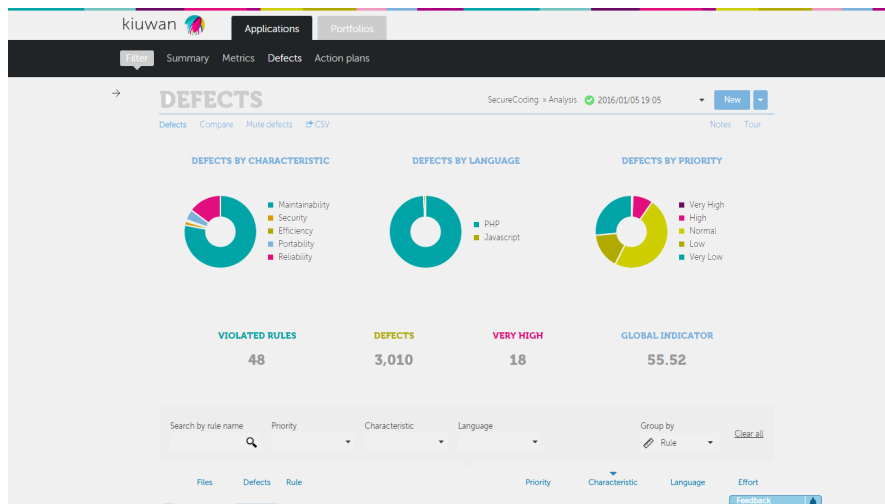 kiuwan
Applications
Portfolios
Filter
Summary
Metrics
Defects
Action plans
DEFECTS
SecureCoding » Analysis
2016/01/05 19:05
New
Defects
Compare
Mute defects
CSV
Notes
Tour
DEFECTS BY CHARACTERISTIC
Maintainability
Security
Efficiency
Portability
Reliability
DEFECTS BY LANGUAGE
PHP
Javascript
DEFECTS BY PRIORITY
Very High
High
Normal
Low
Very Low
VIOLATED RULES
48
DEFECTS
3,010
VERY HIGH
18
GLOBAL INDICATOR
55.52
Search by rule name
Priority
Characteristic
Language
Group by
Rule
Clear all
Files
Defects
Rule
Priority
Characteristic
Language
Effort
Feedback